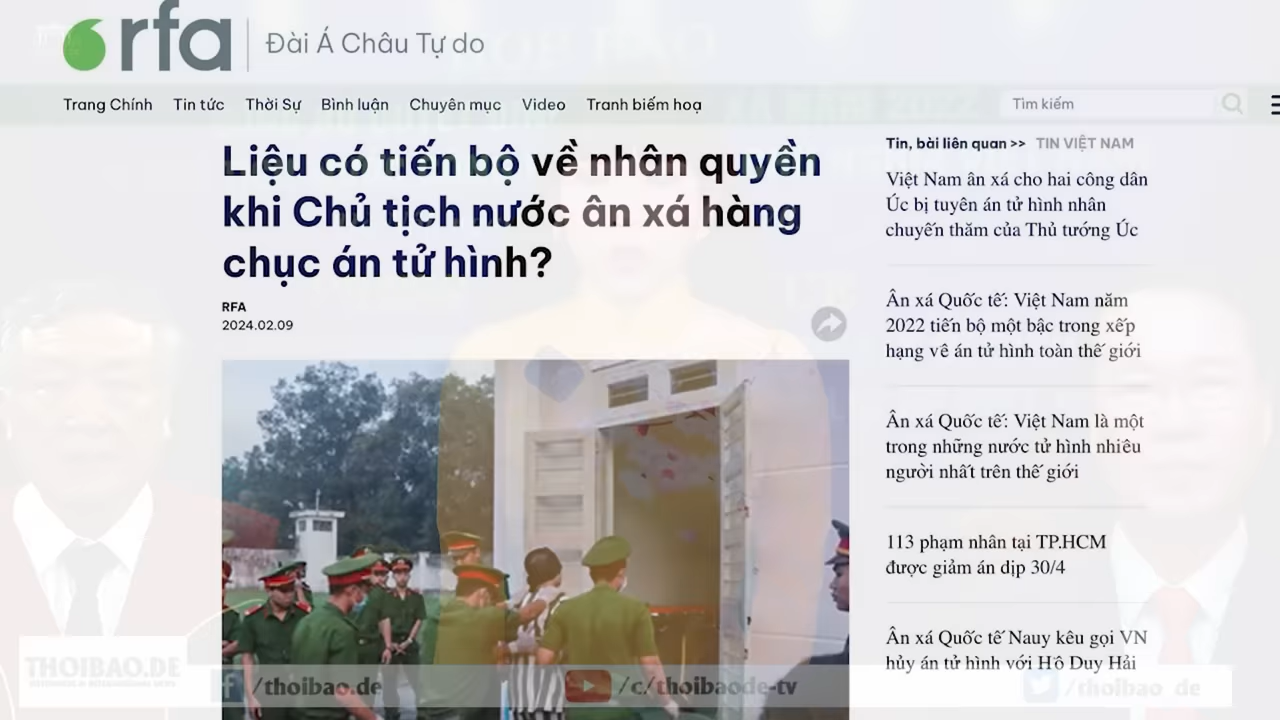 rfa
Đài Á Châu Tự do
Trang Chính Tin tức Thời Sự Bình luận Chuyên mục Video Tranh biếm hoạ
Tìm kiếm
Liệu có tiến bộ về nhân quyền
khi Chủ tịch nước ân xá hàng
chục án tử hình?
RFA
2024.02.09
Tin, bài liên quan >> TIN VIỆT NAM
Việt Nam ân xá cho hai công dân
Úc bị tuyên án tử hình nhân
chuyến thăm của Thủ tướng Úc
Ân xá Quốc tế: Việt Nam năm
2022 tiến bộ một bậc trong xếp
hạng về án tử hình toàn thế giới
Ân xá Quốc tế: Việt Nam là một
trong những nước tử hình nhiều
người nhất trên thế giới
113 phạm nhân tại TP.HCM
được giảm án dịp 30/4
Ân xá Quốc tế Nauy kêu gọi VN
hủy án tử hình với Hồ Duy Hải
THOIBAO.DE
/thoibao.de
/c/thoibaode-tv
/thoibao_de